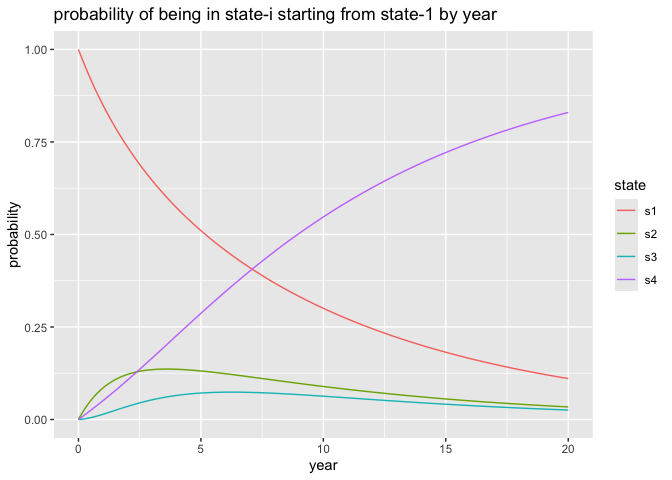 probability of being in state-i starting from state-1 by year
1.00
0.75
0.50
0.25
0.00
probability
0 5 10 15 20
year
state
s1
s2
s3
s4